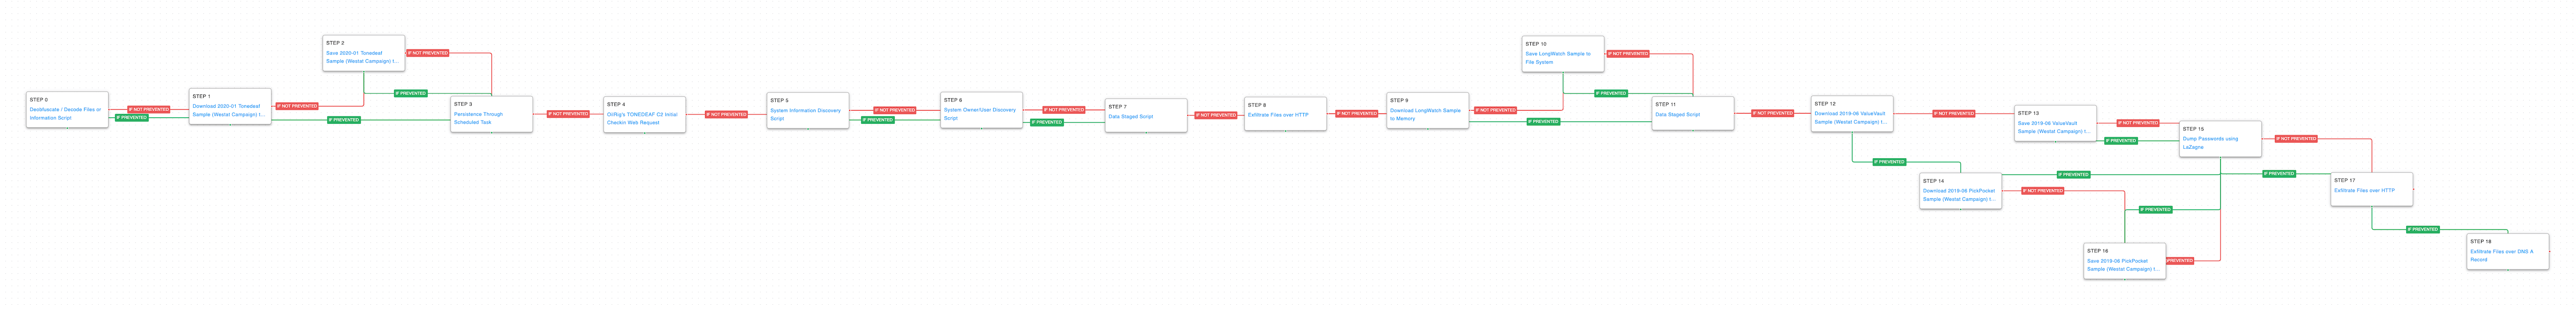 STEP 0
Deobfuscate / Decode Files or
Information Script
IF NOT PREVENTED
IF PREVENTED
STEP 1
Download 2020-01 Tonedeaf
Sample (Westat Campaign) t...
IF NOT PREVENTED
IF PREVENTED
STEP 2
Save 2020-01 Tonedeaf
Sample (Westat Campaign) t...
IF NOT PREVENTED
IF PREVENTED
STEP 3
Persistence Through
Scheduled Task
IF NOT PREVENTED
STEP 4
OilRig's TONEDEAF C2 Initial
Checkin Web Request
IF NOT PREVENTED
STEP 5
System Information Discovery
Script
IF NOT PREVENTED
IF PREVENTED
STEP 6
System Owner/User Discovery
Script
IF NOT PREVENTED
IF PREVENTED
STEP 7
Data Staged Script
IF NOT PREVENTED
STEP 8
Exfiltrate Files over HTTP
IF NOT PREVENTED
STEP 9
Download LongWatch Sample
to Memory
IF NOT PREVENTED
IF PREVENTED
STEP 10
Save LongWatch Sample to
File System
IF NOT PREVENTED
IF PREVENTED
STEP 11
Data Staged Script
IF NOT PREVENTED
STEP 12
Download 2019-06 ValueVault
Sample (Westat Campaign) t...
IF NOT PREVENTED
IF PREVENTED
STEP 13
Save 2019-06 ValueVault
Sample (Westat Campaign) t...
IF NOT PREVENTED
IF PREVENTED
STEP 14
Download 2019-06 PickPocket
Sample (Westat Campaign) t...
IF PREVENTED
IF NOT PREVENTED
STEP 15
Dump Passwords using
LaZagne
IF NOT PREVENTED
IF PREVENTED
STEP 16
Save 2019-06 PickPocket
Sample (Westat Campaign) t...
IF PREVENTED
PREVENTED
STEP 17
Exfiltrate Files over HTTP
IF PREVENTED
STEP 18
Exfiltrate Files over DNS A
Record